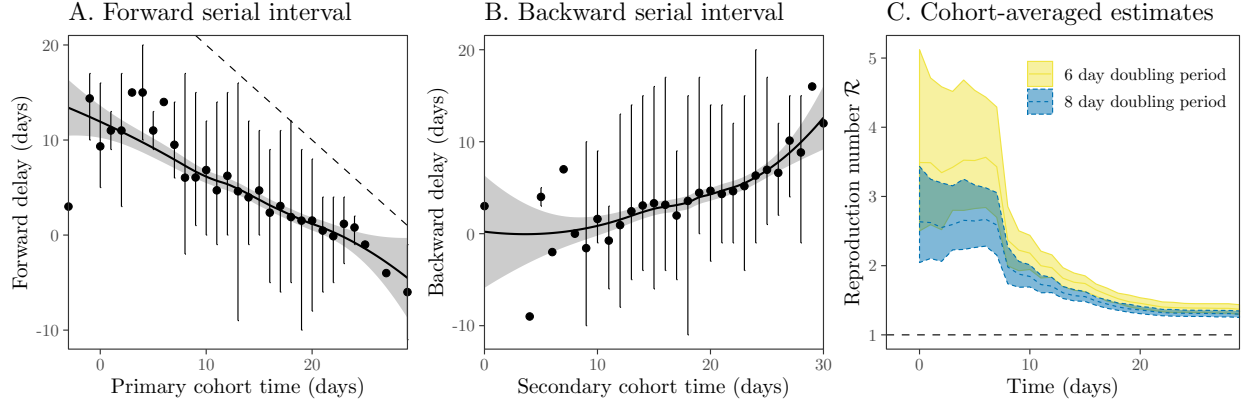 A. Forward serial interval
B. Backward serial interval
C. Cohort-averaged estimates
Forward delay (days)
20
10
0
-10
0
10
20
Primary cohort time (days)
Backward delay (days)
20
10
0
-10
0
10
20
30
Secondary cohort time (days)
Reproduction number ℛ
5
4
3
2
1
6 day doubling period
8 day doubling period
0
10
20
Time (days)